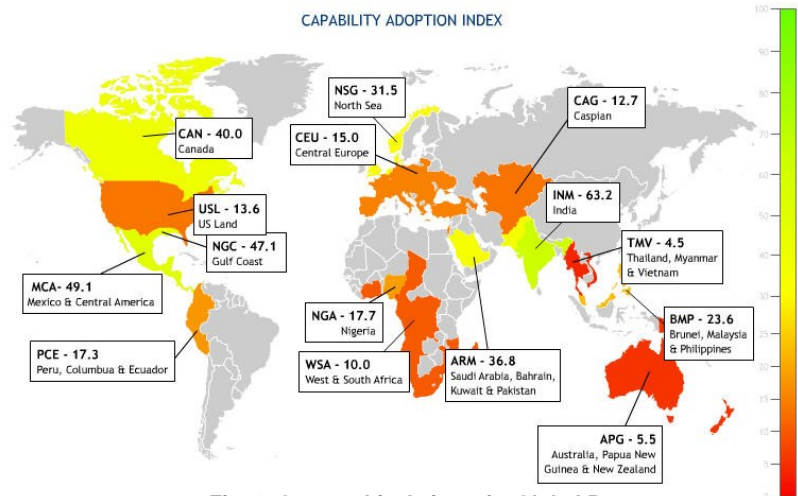 CAPABILITY ADOPTION INDEX
NSG - 31.5
North Sea
CAG - 12.7
Caspian
CAN - 40.0
Canada
CEU - 15.0
Central Europe
INM - 63.2
India
USL - 13.6
US Land
NGC - 47.1
Gulf Coast
TMV - 4.5
Thailand, Myanmar
& Vietnam
MCA- 49.1
Mexico & Central America
NGA - 17.7
Nigeria
BMP - 23.6
Brunei, Malaysia
& Philippines
PCE - 17.3
Peru, Columbua & Ecuador
WSA - 10.0
West & South Africa
ARM - 36.8
Saudi Arabia, Bahrain,
Kuwait & Pakistan
APG - 5.5
Australia, Papua New
Guinea & New Zealand
100
90
80
70
60
50
40
30
20
15
10
5